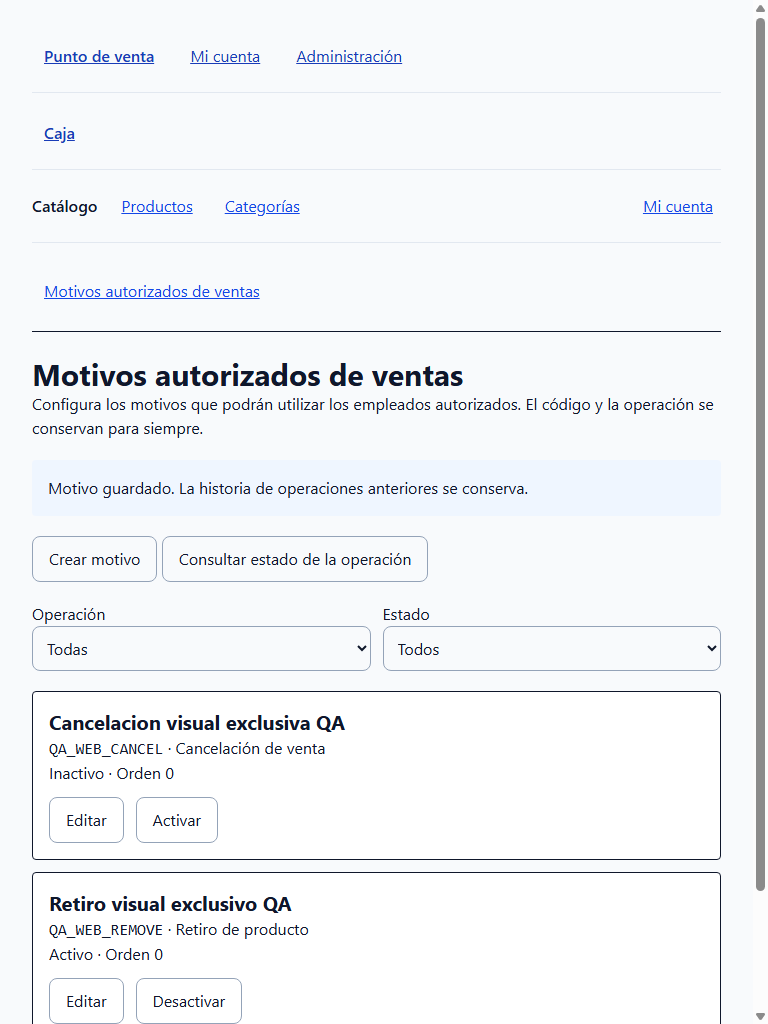 Punto de venta Mi cuenta Administración
Caja
Catálogo Productos Categorías Mi cuenta
Motivos autorizados de ventas
Motivos autorizados de ventas
Configura los motivos que podrán utilizar los empleados autorizados. El código y la operación se
conservan para siempre.
Motivo guardado. La historia de operaciones anteriores se conserva.
Crear motivo Consultar estado de la operación
Operación Estado
Todas Todos
Cancelacion visual exclusiva QA
QA_WEB_CANCEL · Cancelación de venta
Inactivo · Orden 0
Editar Activar
Retiro visual exclusivo QA
QA_WEB_REMOVE · Retiro de producto
Activo · Orden 0
Editar Desactivar